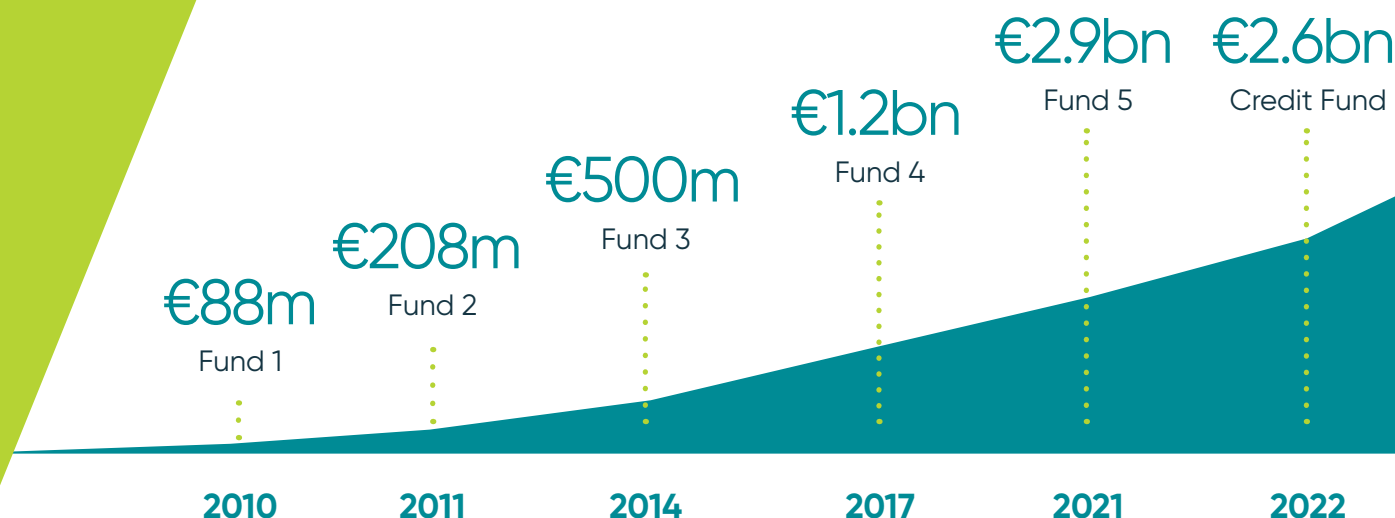 €88m
Fund 1
2010
€208m
Fund 2
2011
€500m
Fund 3
2014
€1.2bn
Fund 4
2017
€2.9bn
Fund 5
2021
€2.6bn
Credit Fund
2022